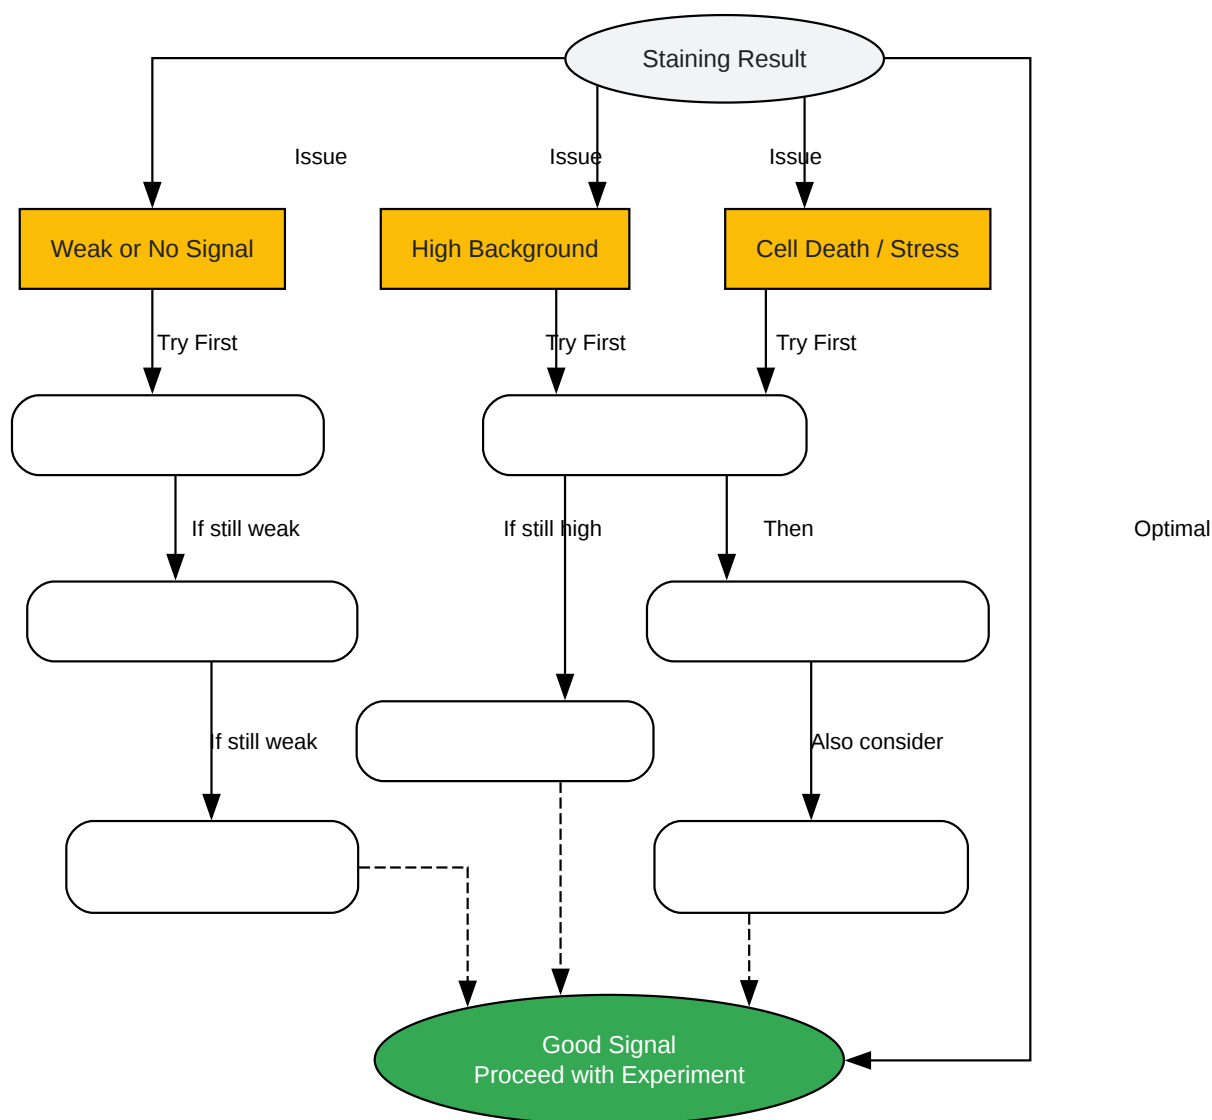 Staining Result
Issue
Issue
Issue
Weak or No Signal
High Background
Cell Death / Stress
Try First
Try First
Try First
If still weak
If still high
Then
Optimal
If still weak
Also consider
Good Signal
Proceed with Experiment